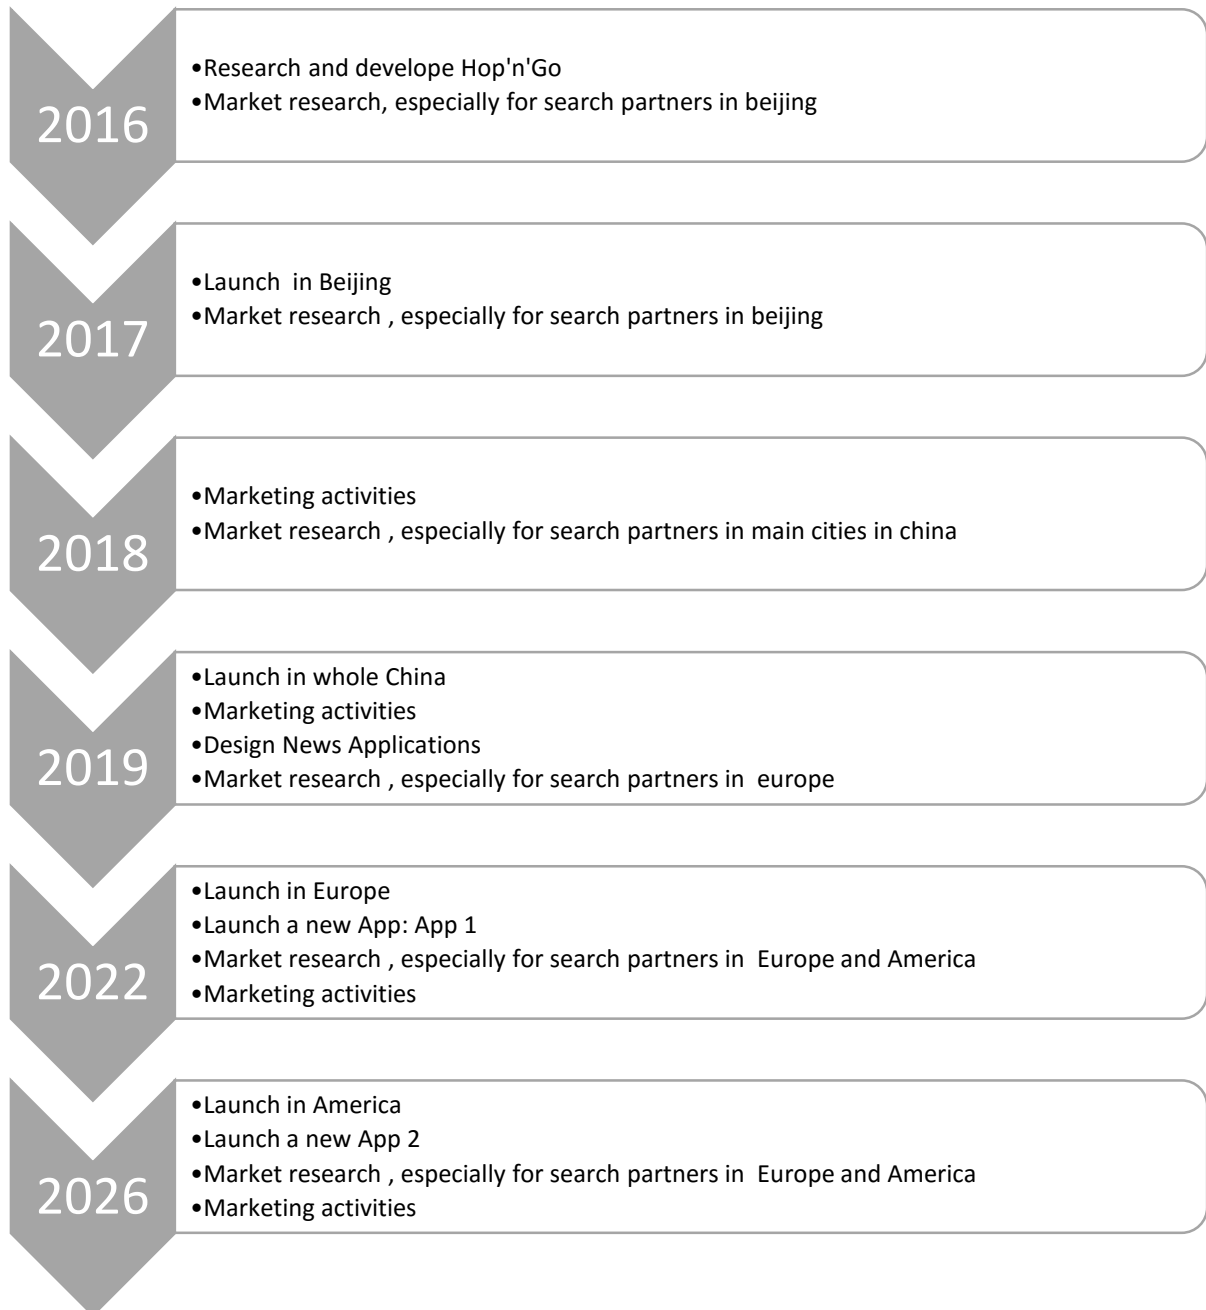 2016
•Research and develope Hop'n'Go
•Market research, especially for search partners in beijing
2017
•Launch  in Beijing
•Market research , especially for search partners in beijing
2018
•Marketing activities
•Market research , especially for search partners in main cities in china
2019
•Launch in whole China
•Marketing activities
•Design News Applications
•Market research , especially for search partners in  europe
2022
•Launch in Europe
•Launch a new App: App 1
•Market research , especially for search partners in  Europe and America
•Marketing activities
2026
•Launch in America
•Launch a new App 2
•Market research , especially for search partners in  Europe and America
•Marketing activities